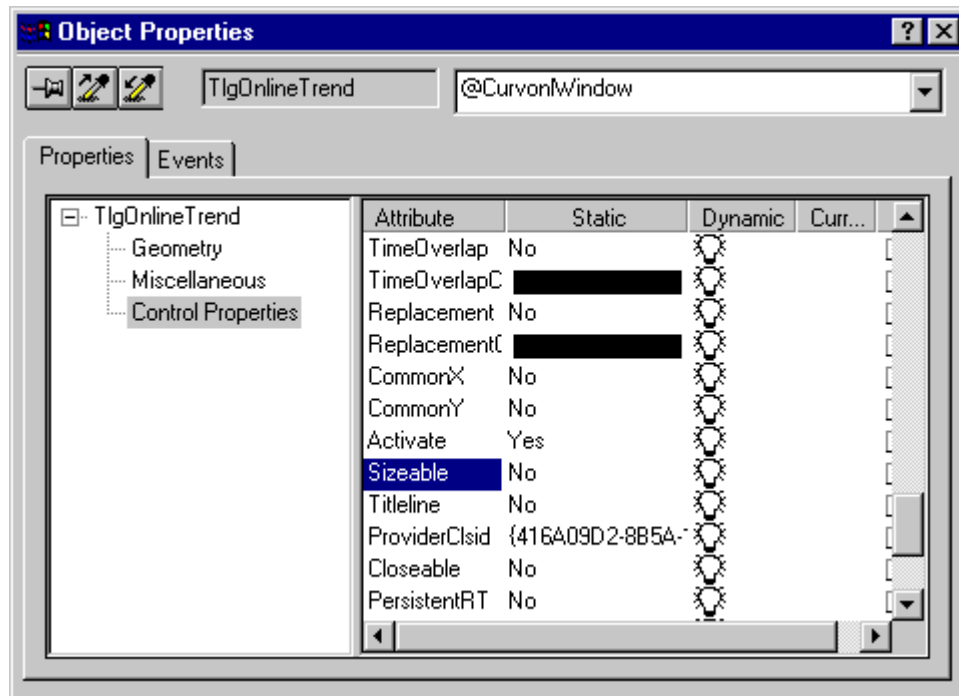 Object Properties
TlgOnlineTrend @CurvonlWindow
Properties Events
TlgOnlineTrend
Geometry
Miscellaneous
Control Properties
Attribute Static Dynamic Curr...
TimeOverlap No
TimeOverlapC
Replacement No
ReplacementC
CommonX No
CommonY No
Activate Yes
Sizeable No
Titleline No
ProviderClsid {416A09D2-8B5A-
Closeable No
PersistentRT No